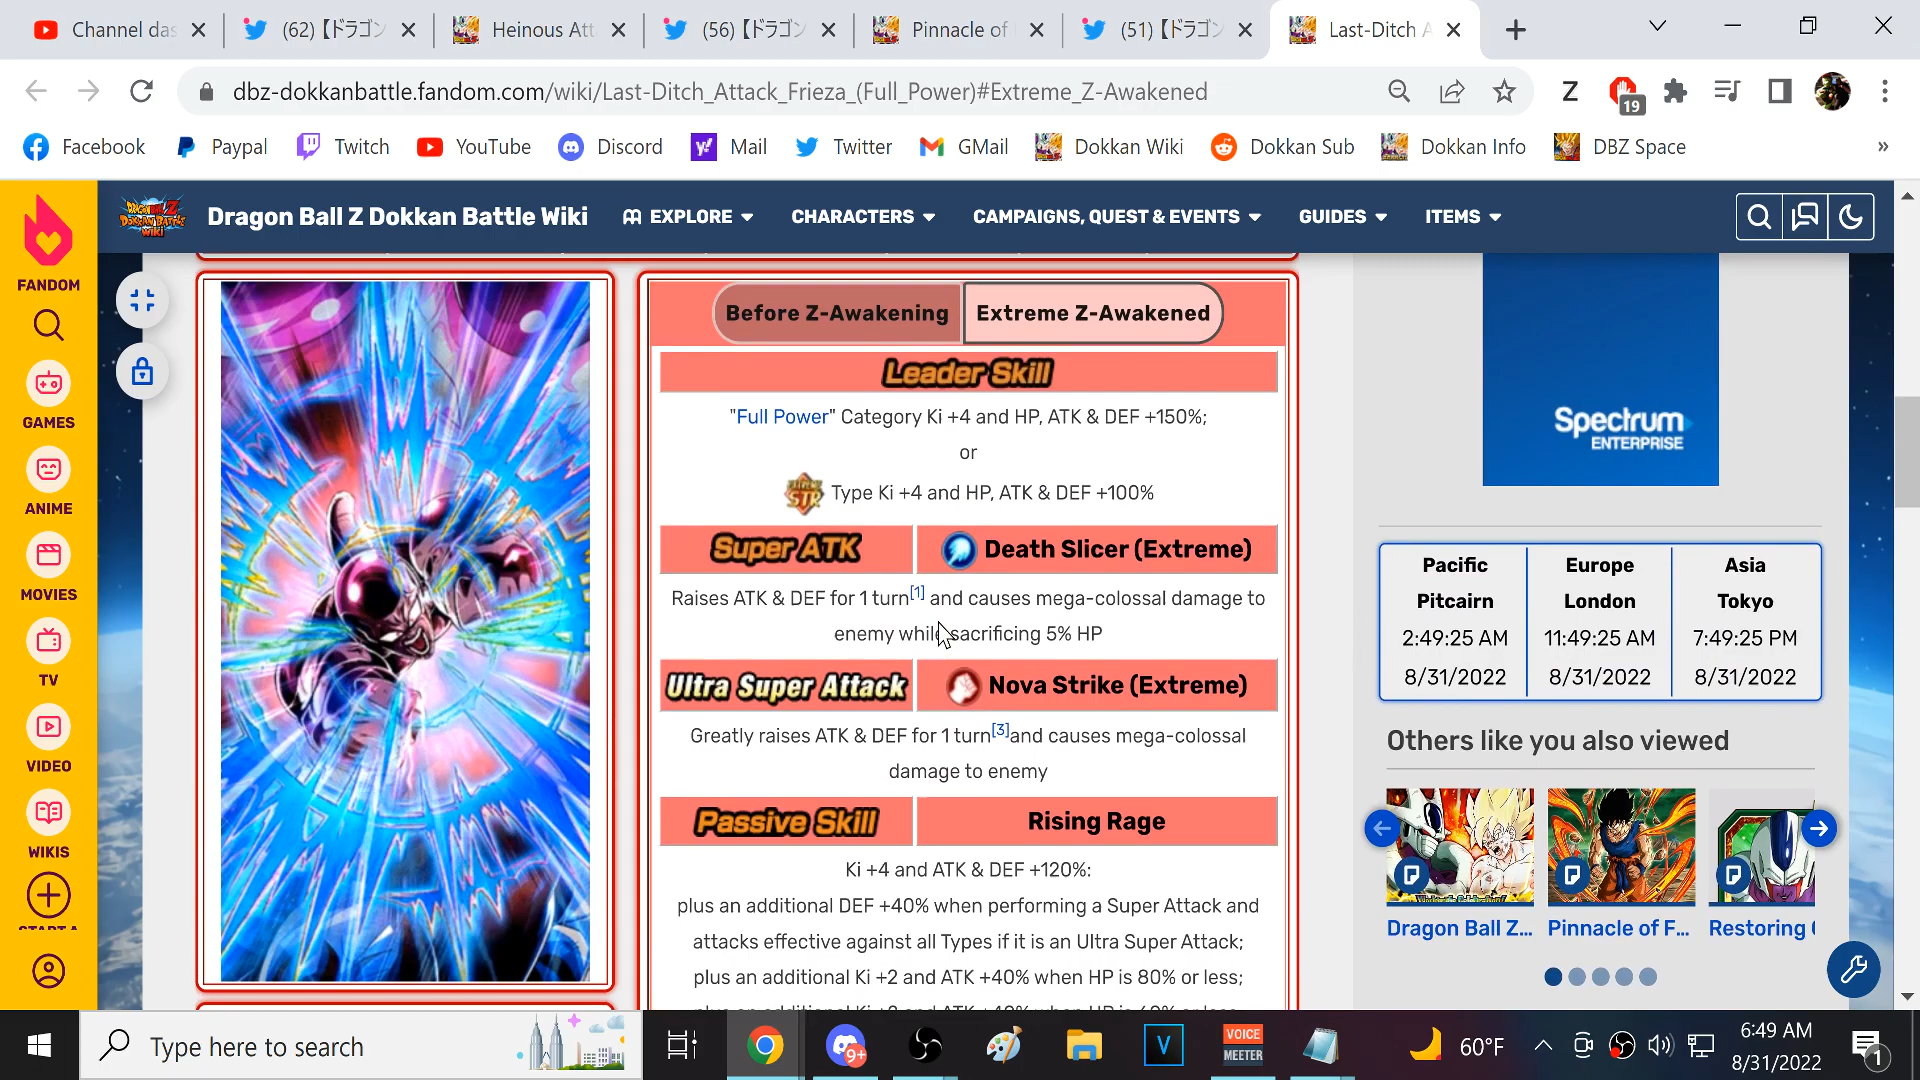 Channel das
(62)【ドラゴン
Heinous Att
(56)【ドラゴン
Pinnacle of
(51)【ドラゴン
Last-Ditch A
dbz-dokkanbattle.fandom.com/wiki/Last-Ditch_Attack_Frieza_(Full_Power)#Extreme_Z-Awakened
Z
19
Facebook
Paypal
Twitch
YouTube
Discord
Mail
Twitter
GMail
Dokkan Wiki
Dokkan Sub
Dokkan Info
DBZ Space
»
Dragon Ball Z Dokkan Battle Wiki
EXPLORE
CHARACTERS
CAMPAIGNS, QUEST & EVENTS
GUIDES
ITEMS
FANDOM
GAMES
ANIME
MOVIES
TV
VIDEO
WIKIS
START A
Before Z-Awakening
Extreme Z-Awakened
Leader Skill
"Full Power" Category Ki +4 and HP, ATK & DEF +150%;
or
STR Type Ki +4 and HP, ATK & DEF +100%
Super ATK
Death Slicer (Extreme)
Raises ATK & DEF for 1 turn[1] and causes mega-colossal damage to
enemy while sacrificing 5% HP
Ultra Super Attack
Nova Strike (Extreme)
Greatly raises ATK & DEF for 1 turn[3]and causes mega-colossal
damage to enemy
Passive Skill
Rising Rage
Ki +4 and ATK & DEF +120%:
plus an additional DEF +40% when performing a Super Attack and
attacks effective against all Types if it is an Ultra Super Attack;
plus an additional Ki +2 and ATK +40% when HP is 80% or less;
Spectrum
ENTERPRISE
Pacific
Pitcairn
2:49:25 AM
8/31/2022
Europe
London
11:49:25 AM
8/31/2022
Asia
Tokyo
7:49:25 PM
8/31/2022
Others like you also viewed
Dragon Ball Z...
Pinnacle of F...
Restoring
Type here to search
9+
V
VOICE
MEETER
60°F
6:49 AM
8/31/2022
1